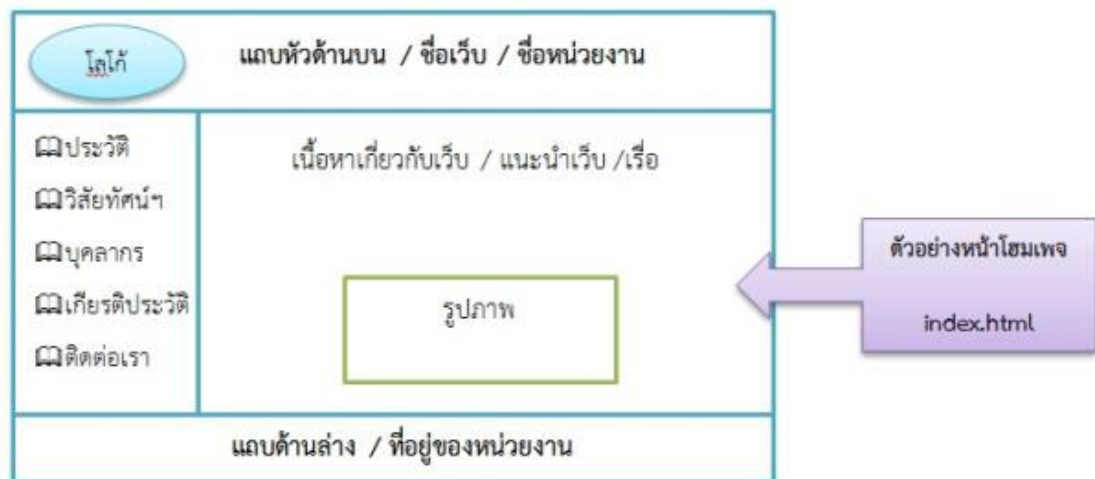 โลโก้
แถบหัวด้านบน / ชื่อเว็บ / ชื่อหน่วยงาน
ประวัติ
วิสัยทัศน์ฯ
บุคลากร
เกียรติประวัติ
ติดต่อเรา
เนื้อหาเกี่ยวกับเว็บ / แนะนำเว็บ /เรื่อ
รูปภาพ
แถบด้านล่าง / ที่อยู่ของหน่วยงาน
ตัวอย่างหน้าโฮมเพจ
index.html